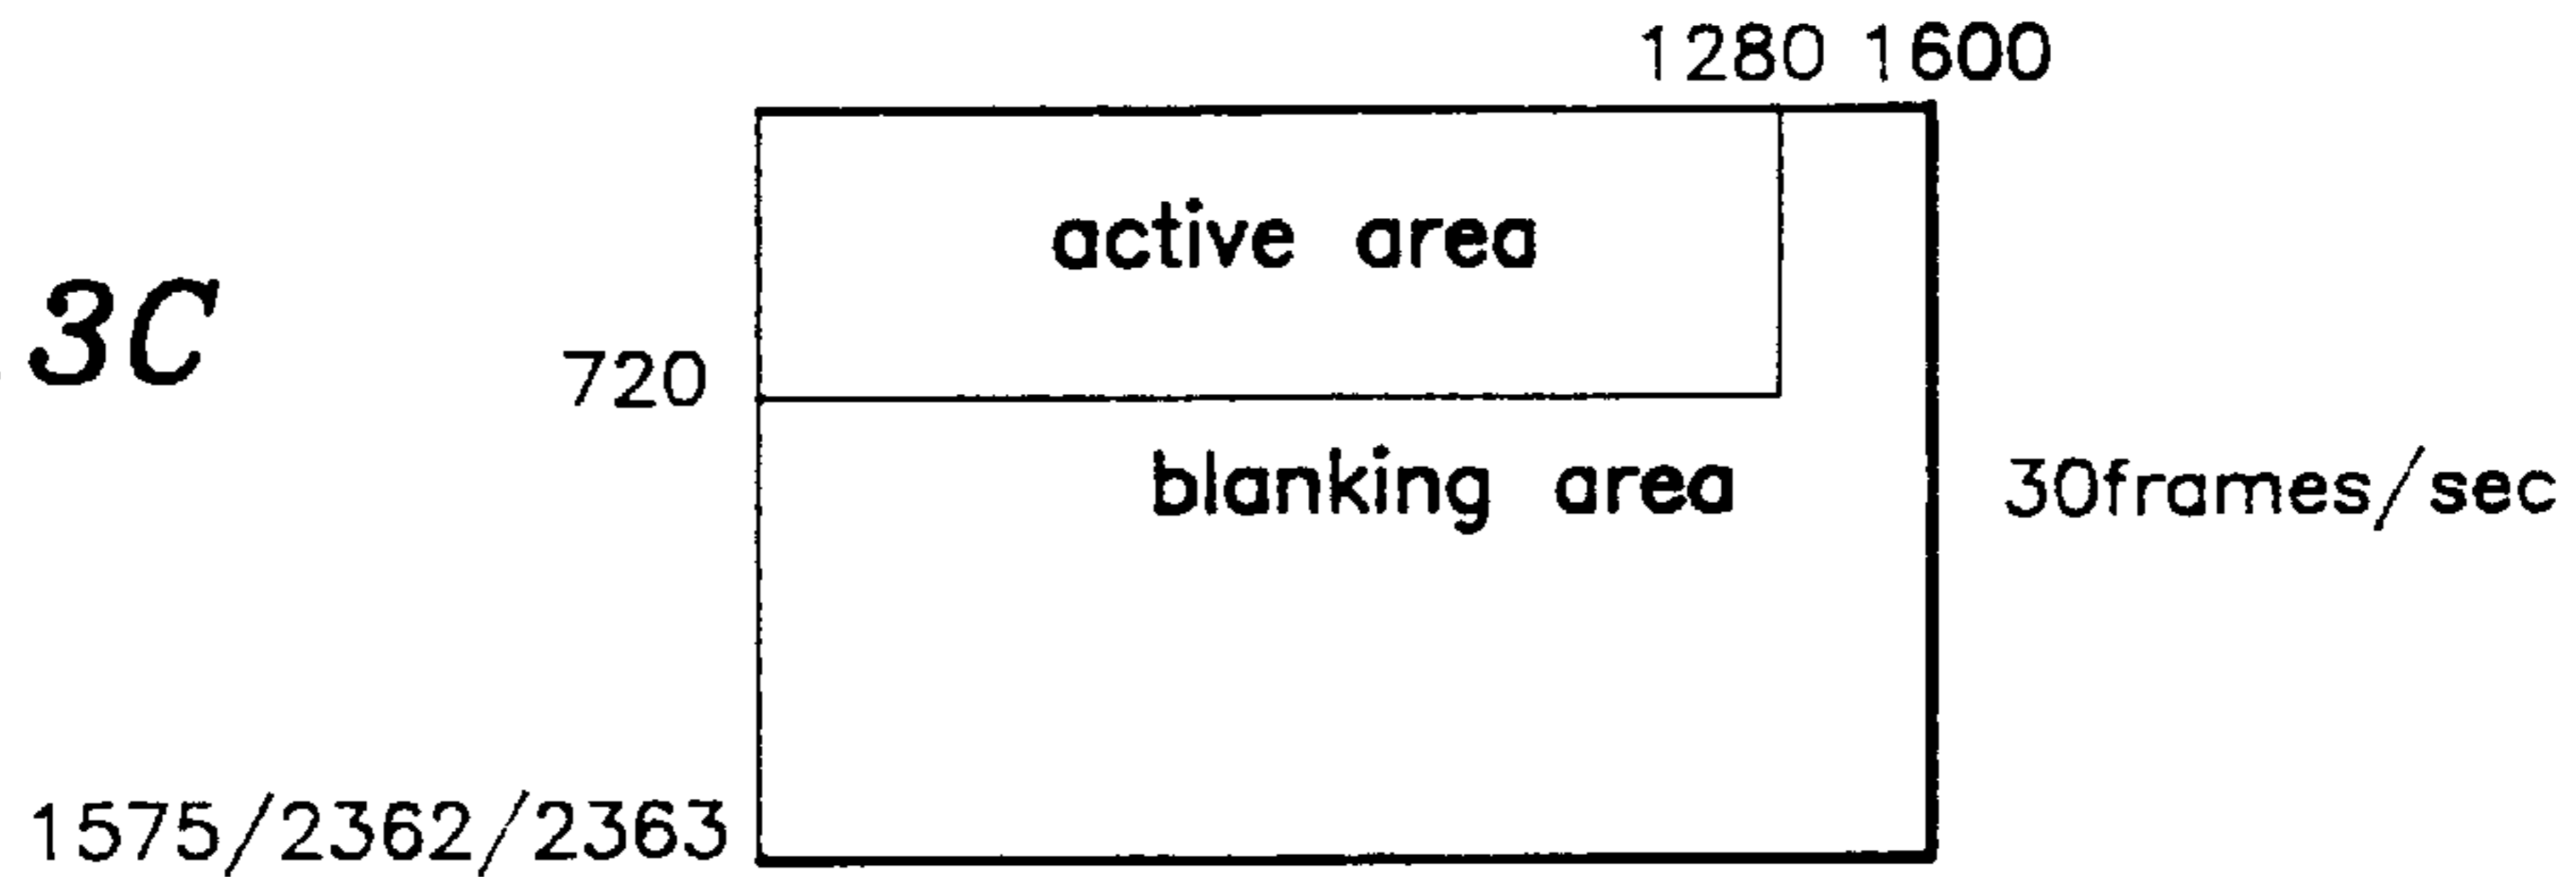 1280 1600
active area
3C
720
blanking area
30frames/sec
1575/2362/2363